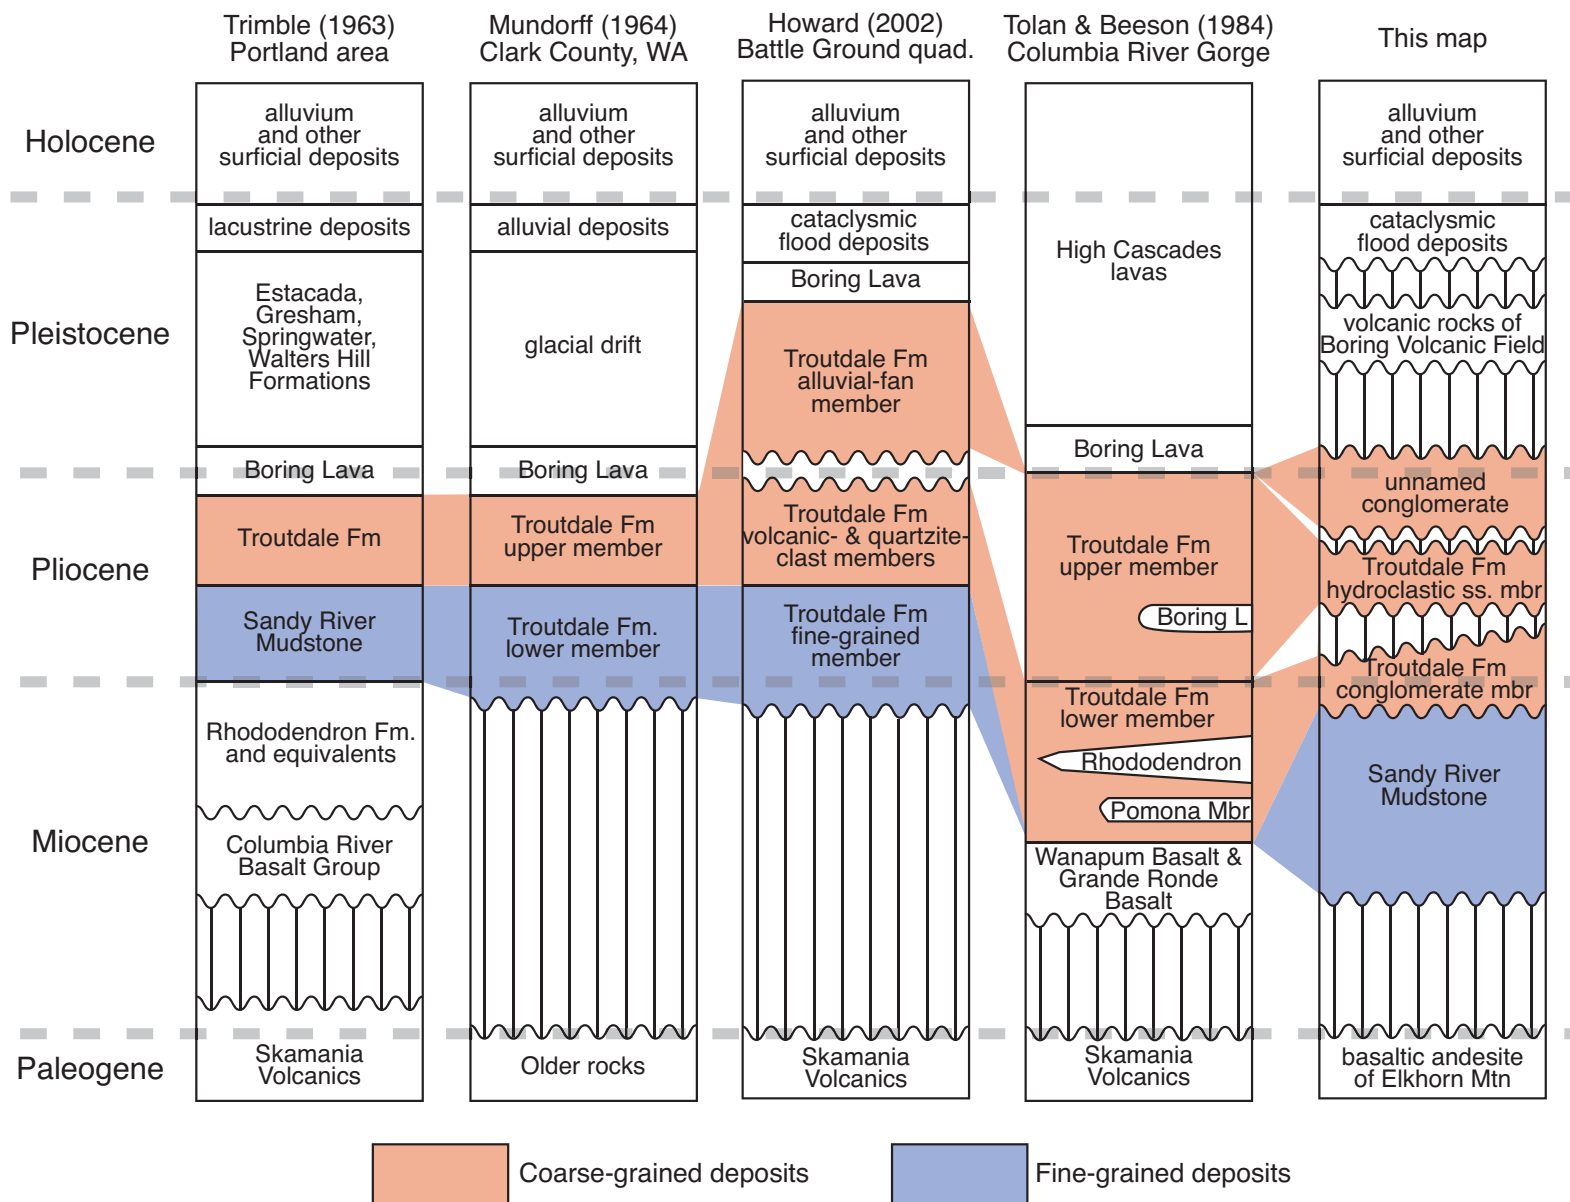 Trimble (1963)
Portland area
Mundorff (1964)
Clark County, WA
Howard (2002)
Battle Ground quad.
Tolan & Beeson (1984)
Columbia River Gorge
This map
Holocene
Pleistocene
Pliocene
Miocene
Paleogene
alluvium
and other
surficial deposits
lacustrine deposits
Estacada,
Gresham,
Springwater,
Walters Hill
Formations
Boring Lava
Troutdale Fm
Sandy River
Mudstone
Rhododendron Fm.
and equivalents
Columbia River
Basalt Group
Skamania
Volcanics
alluvium
and other
surficial deposits
alluvial deposits
glacial drift
Boring Lava
Troutdale Fm
upper member
Troutdale Fm.
lower member
Older rocks
alluvium
and other
surficial deposits
cataclysmic
flood deposits
Boring Lava
Troutdale Fm
alluvial-fan
member
Troutdale Fm
volcanic- & quartzite-
clast members
Troutdale Fm
fine-grained
member
Skamania
Volcanics
High Cascades
lavas
Boring Lava
Troutdale Fm
upper member
Boring L
Troutdale Fm
lower member
Rhododendron
Pomona Mbr
Wanapum Basalt &
Grande Ronde
Basalt
Skamania
Volcanics
alluvium
and other
surficial deposits
cataclysmic
flood deposits
volcanic rocks of
Boring Volcanic Field
unnamed
conglomerate
Troutdale Fm
hydroclastic ss. mbr
Troutdale Fm
conglomerate mbr
Sandy River
Mudstone
basaltic andesite
of Elkhorn Mtn
Coarse-grained deposits
Fine-grained deposits